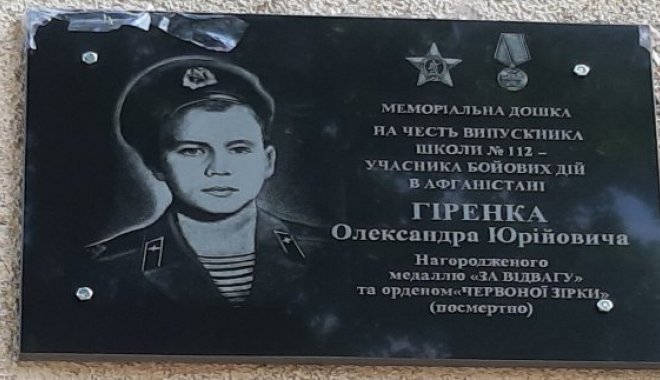 МЕМОРІАЛЬНА ДОШКА
НА ЧЕСТЬ ВИПУСКНИКА
ШКОЛИ № 112 –
УЧАСНИКА БОЙОВИХ ДІЙ
В АФГАНІСТАНІ
ГІРЕНКА
Олександра Юрійовича
Нагородженого
медаллю «ЗА ВІДВАГУ»
та орденом «ЧЕРВОНОЇ ЗІРКИ»
(посмертно)